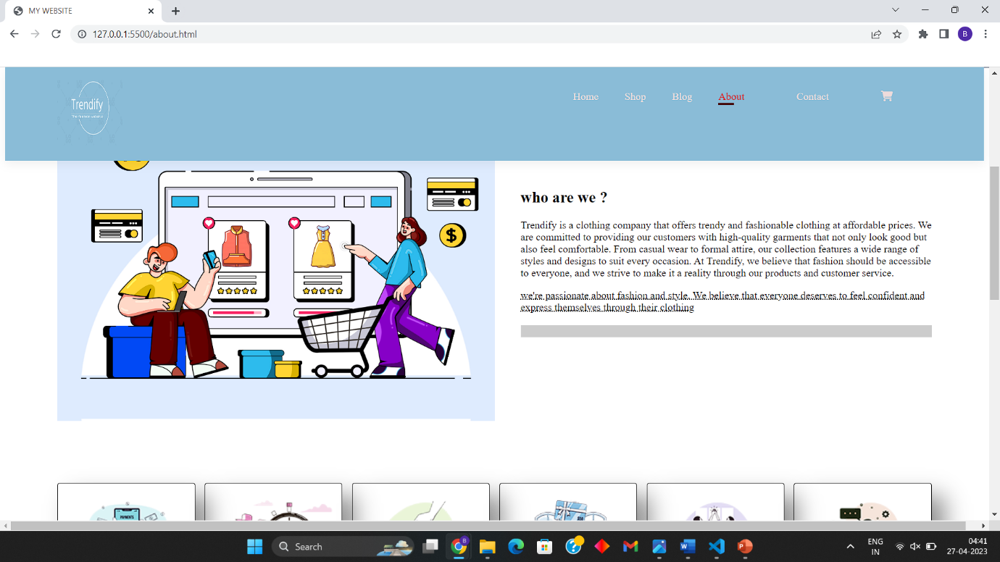 MY WEBSITE
127.0.0.1:5500/about.html
B
Trendify
Home Shop Blog About Contact
$
who are we ?
Trendify is a clothing company that offers trendy and fashionable clothing at affordable prices. We
are committed to providing our customers with high-quality garments that not only look good but
also feel comfortable. From casual wear to formal attire, our collection features a wide range of
styles and designs to suit every occasion. At Trendify, we believe that fashion should be accessible
to everyone, and we strive to make it a reality through our products and customer service.
we're passionate about fashion and style. We believe that everyone deserves to feel confident and
express themselves through their clothing
PAYMENTS
Search
ENG
IN
04:41
27-04-2023